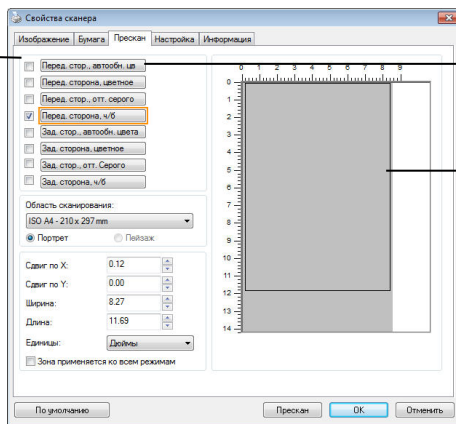 Свойства сканера
Изображение Бумага Прескан Настройка Информация
Перед. стор., автообн. цв
Перед. сторона, цветное
Перед. стор., отт. серого
Перед. сторона, ч/б
Зад. стор., автообн. цвета
Зад. сторона, цветное
Зад. стор., отт. Серого
Зад. сторона, ч/б
Область сканирования:
ISO A4 - 210 x 297 mm
Портрет Пейзаж
Сдвиг по X: 0.12
Сдвиг по Y: 0.00
Ширина: 8.27
Длина: 11.69
Единицы: Дюймы
Зона применяется ко всем режимам
0 1 2 3 4 5 6 7 8 9
0
1
2
3
4
5
6
7
8
9
10
11
12
13
14
По умолчанию Прескан OK Отменить